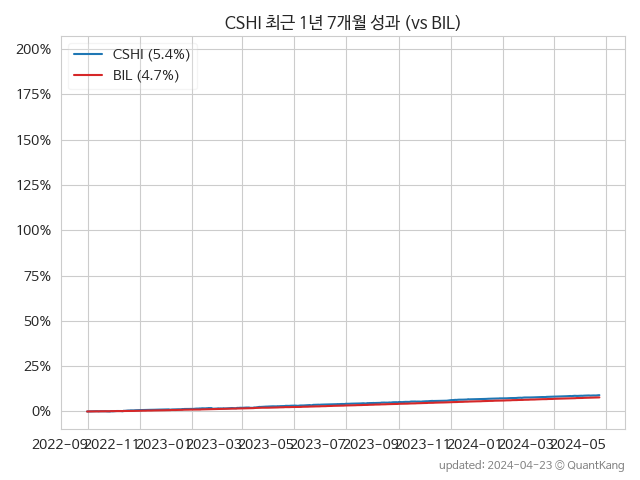 CSHI 최근 1년 7개월 성과 (vs BIL)
CSHI (5.4%)
BIL (4.7%)
200%
175%
150%
125%
100%
75%
50%
25%
0%
2022-09 2022-11 2023-01 2023-03 2023-05 2023-07 2023-09 2023-11 2024-01 2024-03 2024-05
updated: 2024-04-23 © QuantKang